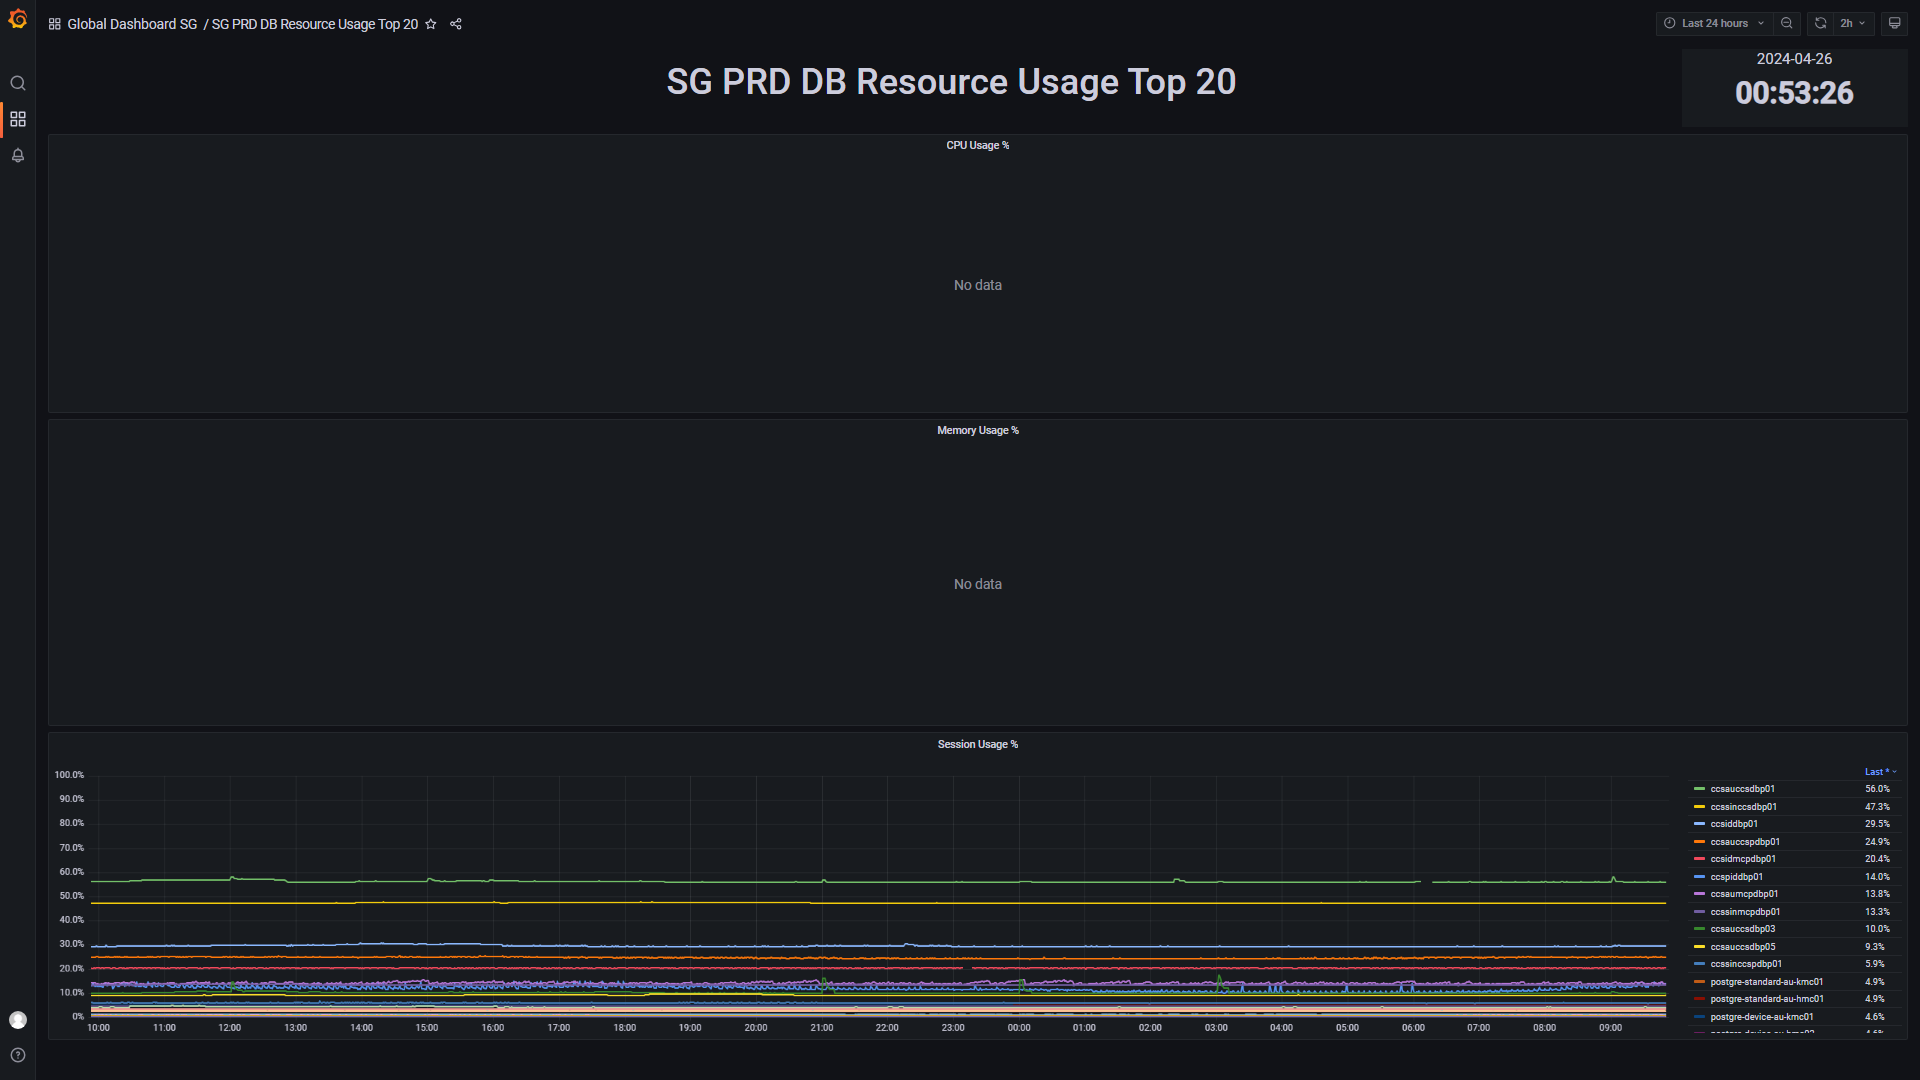 Global Dashboard SG / SG PRD DB Resource Usage Top 20
Last 24 hours
2h
SG PRD DB Resource Usage Top 20
2024-04-26
00:53:26
CPU Usage %
No data
Memory Usage %
No data
Session Usage %
100.0%
90.0%
80.0%
70.0%
60.0%
50.0%
40.0%
30.0%
20.0%
10.0%
0%
10:00 11:00 12:00 13:00 14:00 15:00 16:00 17:00 18:00 19:00 20:00 21:00 22:00 23:00 00:00 01:00 02:00 03:00 04:00 05:00 06:00 07:00 08:00 09:00
Last *
ccsauccsdbp01 56.0%
ccssinccsdbp01 47.3%
ccsiddbp01 29.5%
ccsauccspdbp01 24.9%
ccsidmcpdbp01 20.4%
ccspiddbp01 14.0%
ccsaumcpdbp01 13.8%
ccssinmcpdbp01 13.3%
ccsauccsdbp03 10.0%
ccsauccsdbp05 9.3%
ccssinccspdbp01 5.9%
postgre-standard-au-kmc01 4.9%
postgre-standard-au-hmc01 4.9%
postgre-device-au-kmc01 4.6%